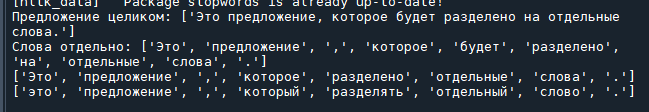 [nltk_data]   Package stopwords is already up-to-date!
Предложение целиком: ['Это предложение, которое будет разделено на отдельные
слова.']
Слова отдельно: ['Это', 'предложение', ',', 'которое', 'будет', 'разделено',
'на', 'отдельные', 'слова', '.']
['Это', 'предложение', ',', 'которое', 'разделено', 'отдельные', 'слова', '.']
['это', 'предложение', ',', 'который', 'разделять', 'отдельный', 'слово', '.']